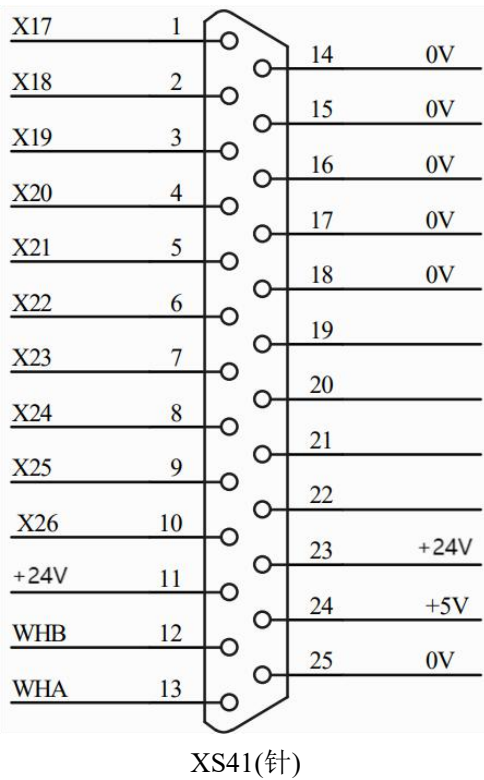 X17 1
14 0V
X18 2
15 0V
X19 3
16 0V
X20 4
17 0V
X21 5
18 0V
X22 6
19
X23 7
20
X24 8
21
X25 9
22
X26 10
23 +24V
+24V 11
24 +5V
WHB 12
25 0V
WHA 13
XS41(针)